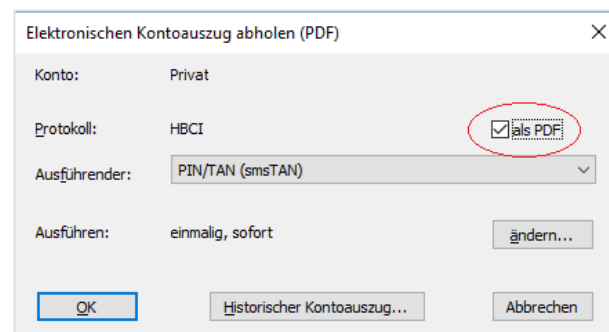 Elektronischen Kontoauszug abholen (PDF)
Konto: Privat
Protokoll: HBCI als PDF
Ausführender: PIN/TAN (smsTAN)
Ausführen: einmalig, sofort ändern...
OK Historischer Kontoauszug... Abbrechen